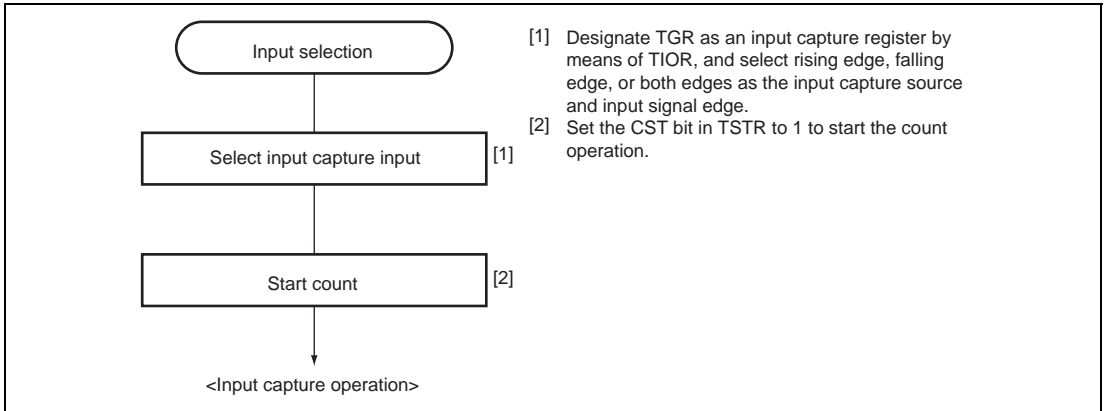 Input selection
Select input capture input
[1]
Start count
[2]
<Input capture operation>
[1] Designate TGR as an input capture register by
means of TIOR, and select rising edge, falling
edge, or both edges as the input capture source
and input signal edge.
[2] Set the CST bit in TSTR to 1 to start the count
operation.